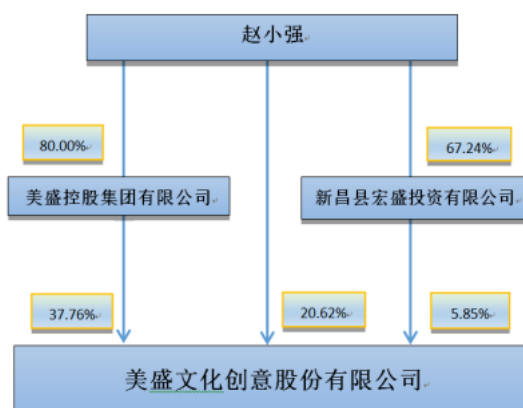 赵小强
80.00%
67.24%
美盛控股集团有限公司
新昌县宏盛投资有限公司
37.76%
20.62%
5.85%
美盛文化创意股份有限公司